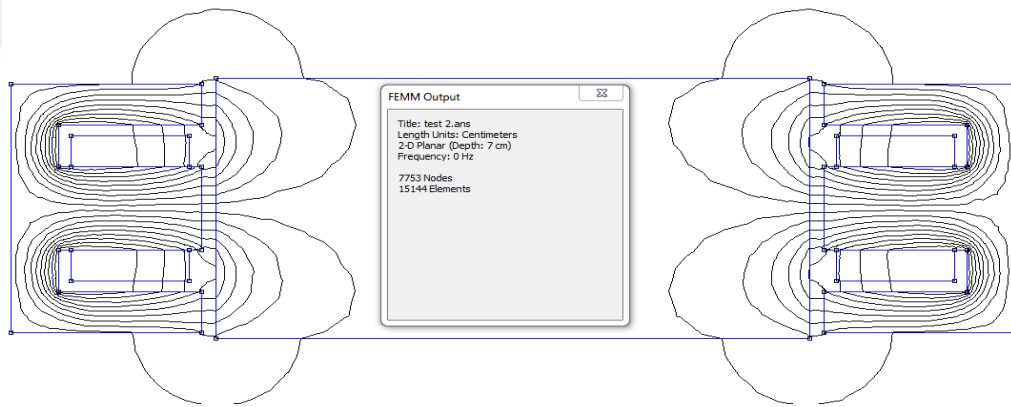 FEMM Output
Title: test 2.ans
Length Units: Centimeters
2-D Planar (Depth: 7 cm)
Frequency: 0 Hz
7753 Nodes
15144 Elements